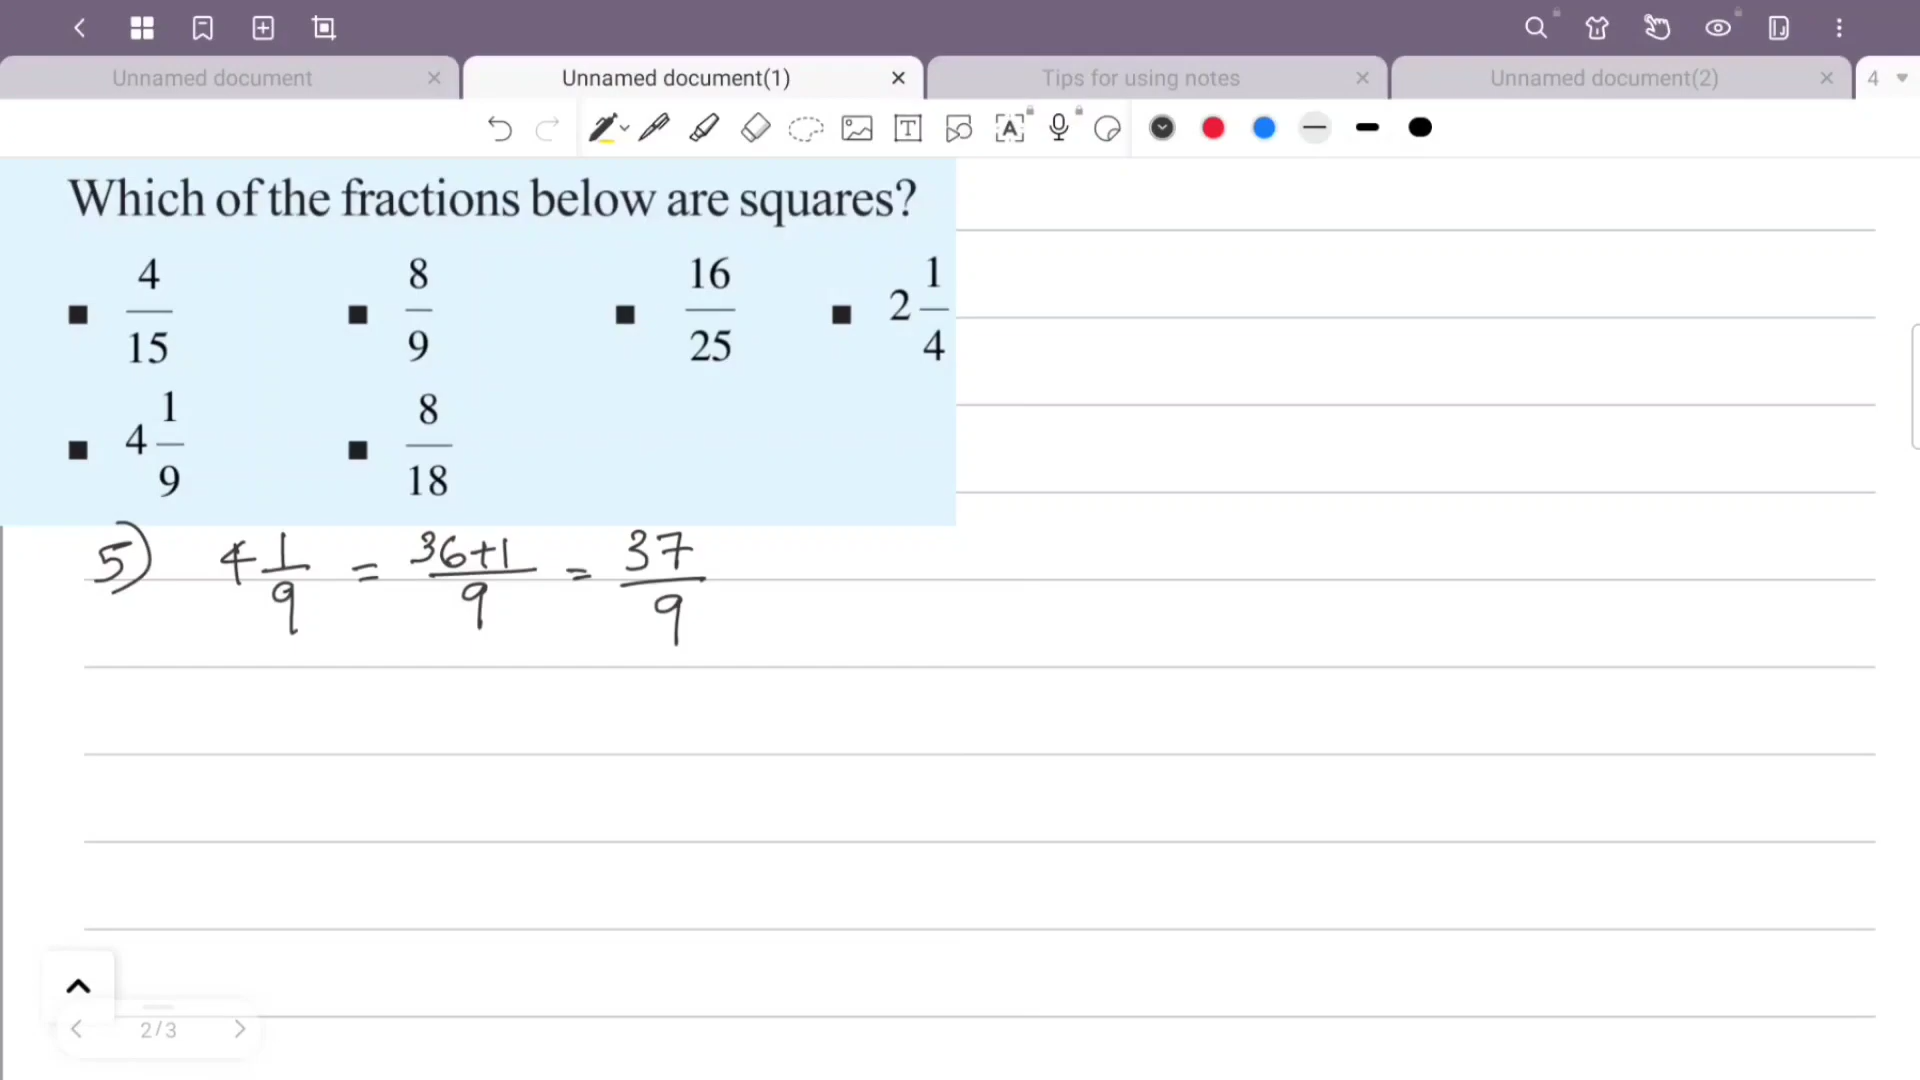 Unnamed document
Unnamed document(1)
Tips for using notes
Unnamed document(2)
4
Which of the fractions below are squares?
■ 4/15 ■ 8/9 ■ 16/25 ■ 2 1/4
■ 4 1/9 ■ 8/18
5) 4 1/9 = 36+1/9 = 37/9
2/3